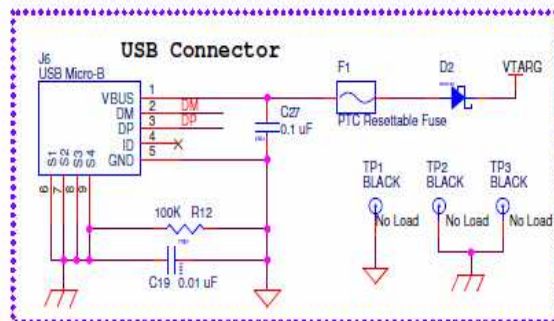 USB Connector
J6
USB Micro-B
VBUS 1
DM 2 DM
DP 3 DP
ID 4
GND 5
S1 S2 S3 S4
6 7 8 9
C27
0.1 uF
F1
PTC Resettable Fuse
D2
VTARG
TP1
BLACK
No Load
TP2
BLACK
No Load
TP3
BLACK
No Load
100K R12
C19 0.01 uF